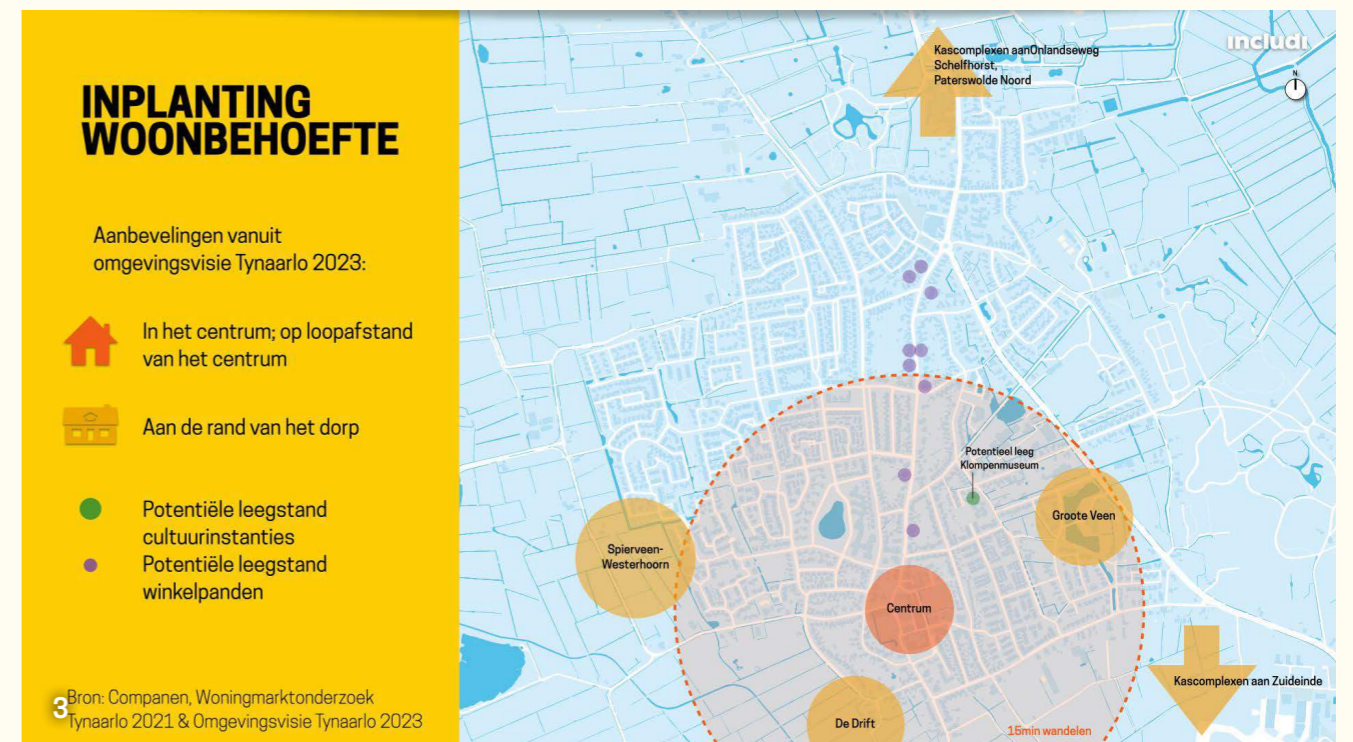 INPLANTING
WOONBEHOEFTE
Aanbevelingen vanuit
omgevingsvisie Tynaarlo 2023:
In het centrum; op loopafstand
van het centrum
Aan de rand van het dorp
Potentiële leegstand
cultuurinstanties
Potentiële leegstand
winkelpanden
3
Bron: Companen, Woningmarktonderzoek
Tynaarlo 2021 & Omgevingsvisie Tynaarlo 2023
includi
N
Kascomplexen aanOnlandseweg
Schelfhorst,
Paterswolde Noord
Potentieel leeg
Klompenmuseum
Groote Veen
Spierveen-
Westerhoorn
Centrum
Kascomplexen aan Zuideinde
De Drift
15min wandelen